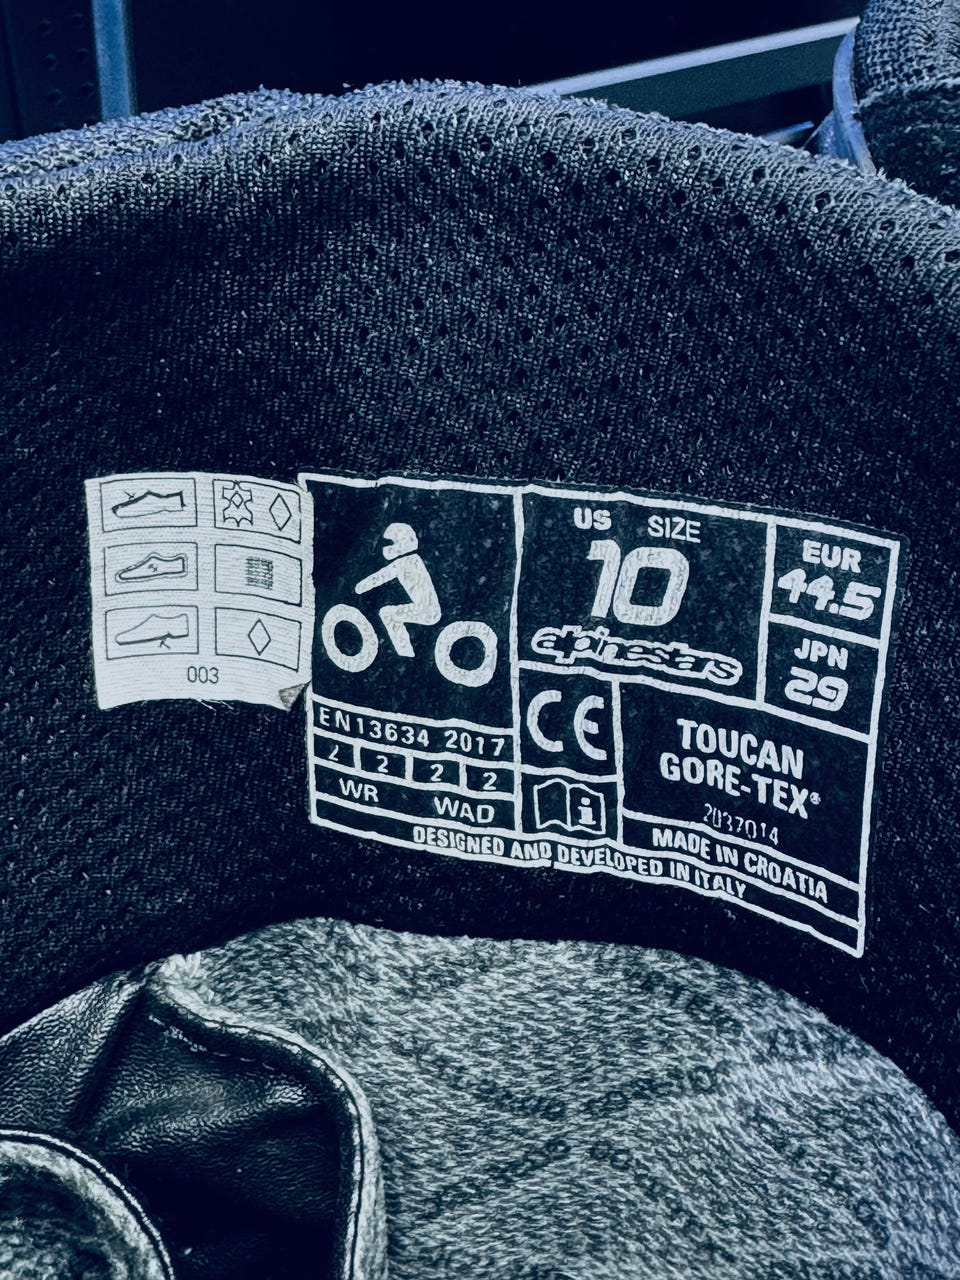 003
EN13634 2017
2 2 2 2
WR WAD
US SIZE
10
alpinestars
EUR
44.5
JPN
29
CE
i
TOUCAN
GORE-TEX®
2037014
MADE IN CROATIA
DESIGNED AND DEVELOPED IN ITALY